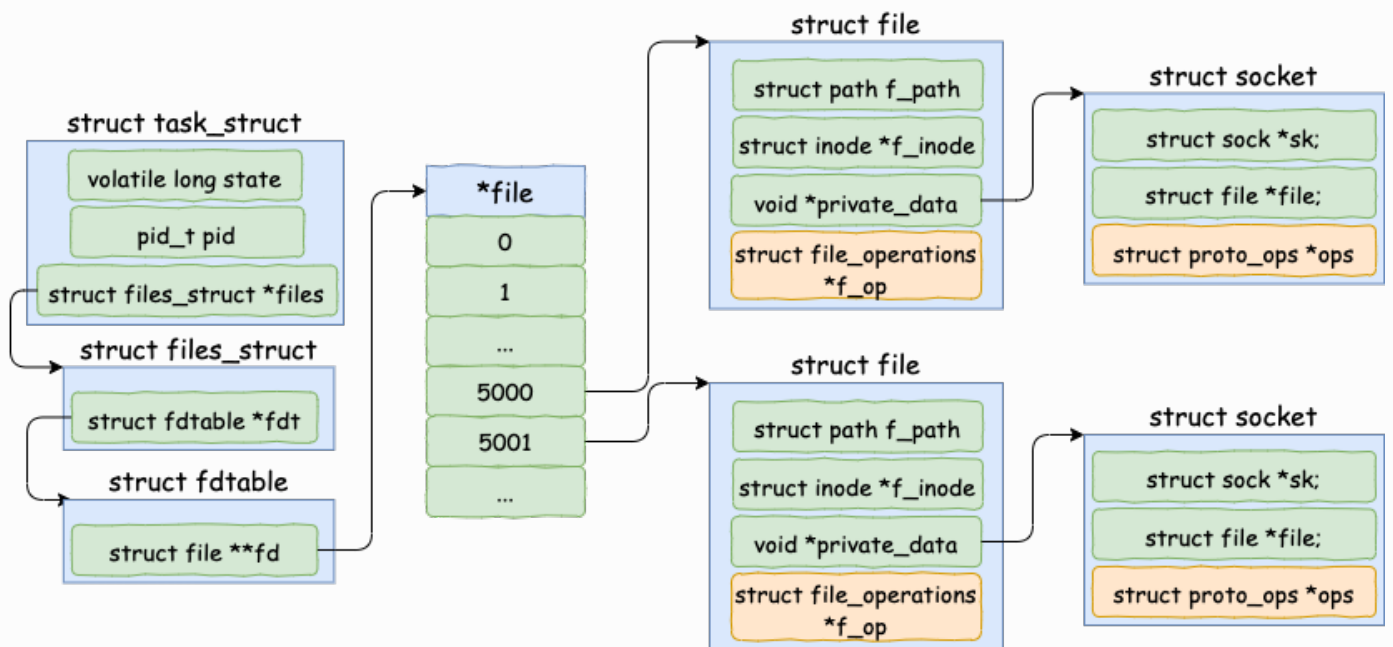 struct task_struct
volatile long state
pid_t pid
struct files_struct *files
struct files_struct
struct fdtable *fdt
struct fdtable
struct file **fd
*file
0
1
...
5000
5001
...
struct file
struct path f_path
struct inode *f_inode
void *private_data
struct file_operations
*f_op
struct socket
struct sock *sk;
struct file *file;
struct proto_ops *ops
struct file
struct path f_path
struct inode *f_inode
void *private_data
struct file_operations
*f_op
struct socket
struct sock *sk;
struct file *file;
struct proto_ops *ops